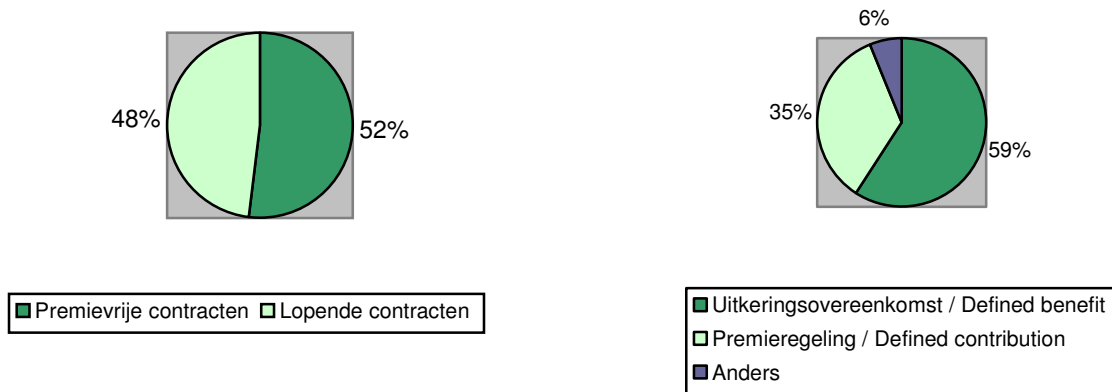 48%
52%
Premievrije contracten Lopende contracten
6%
35%
59%
Uitkeringsovereenkomst / Defined benefit
Premieregeling / Defined contribution
Anders